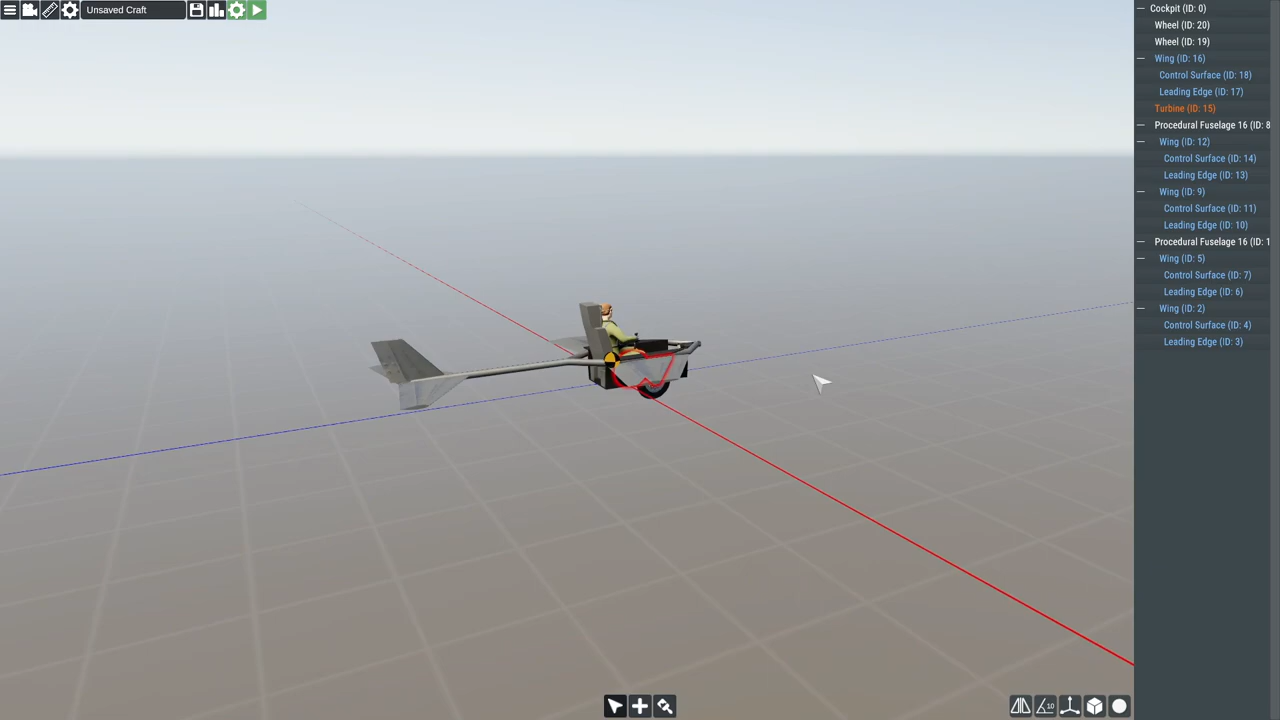 Unsaved Craft
Cockpit (ID: 0)
Wheel (ID: 20)
Wheel (ID: 19)
Wing (ID: 16)
Control Surface (ID: 18)
Leading Edge (ID: 17)
Turbine (ID: 15)
Procedural Fuselage 16 (ID: 8
Wing (ID: 12)
Control Surface (ID: 14)
Leading Edge (ID: 13)
Wing (ID: 9)
Control Surface (ID: 11)
Leading Edge (ID: 10)
Procedural Fuselage 16 (ID: 1
Wing (ID: 5)
Control Surface (ID: 7)
Leading Edge (ID: 6)
Wing (ID: 2)
Control Surface (ID: 4)
Leading Edge (ID: 3)
10